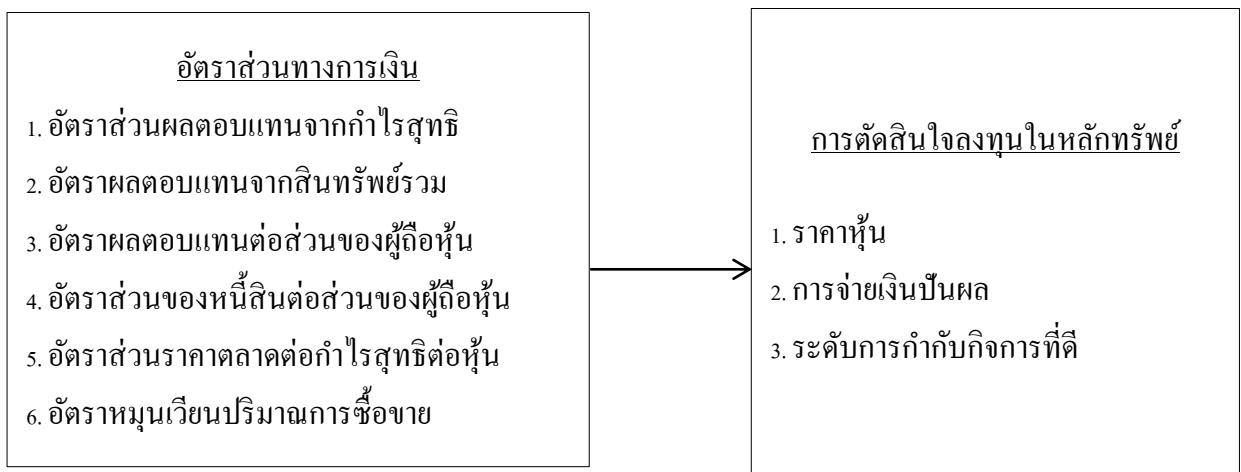 อัตราส่วนทางการเงิน
1. อัตราส่วนผลตอบแทนจากกำไรสุทธิ
2. อัตราผลตอบแทนจากสินทรัพย์รวม
3. อัตราผลตอบแทนต่อส่วนของผู้ถือหุ้น
4. อัตราส่วนของหนี้สินต่อส่วนของผู้ถือหุ้น
5. อัตราส่วนราคาตลาดต่อกำไรสุทธิต่อหุ้น
6. อัตราหมุนเวียนปริมาณการซื้อขาย
การตัดสินใจลงทุนในหลักทรัพย์
1. ราคาหุ้น
2. การจ่ายเงินปันผล
3. ระดับการกำกับกิจการที่ดี